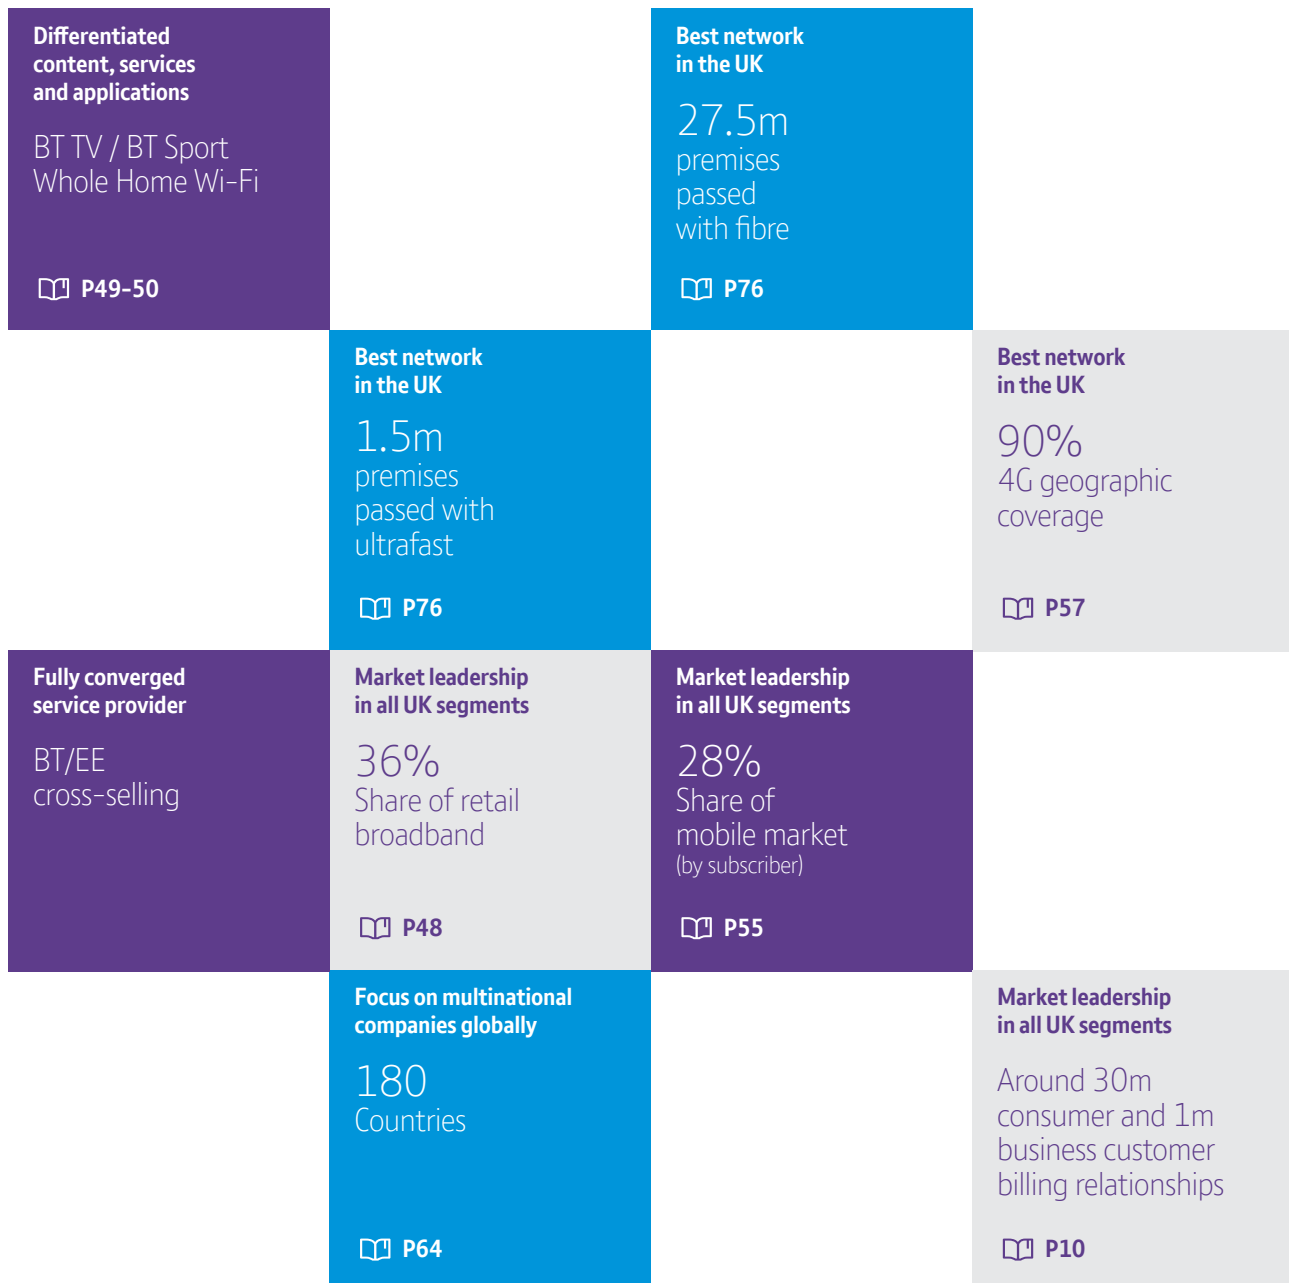 Differentiated
content, services
and applications
BT TV / BT Sport
Whole Home Wi-Fi
P49-50
Best network
in the UK
27.5m
premises
passed
with fibre
P76
Best network
in the UK
1.5m
premises
passed with
ultrafast
P76
Best network
in the UK
90%
4G geographic
coverage
P57
Fully converged
service provider
BT/EE
cross-selling
Market leadership
in all UK segments
36%
Share of retail
broadband
P48
Market leadership
in all UK segments
28%
Share of
mobile market
(by subscriber)
P55
Focus on multinational
companies globally
180
Countries
P64
Market leadership
in all UK segments
Around 30m
consumer and 1m
business customer
billing relationships
P10